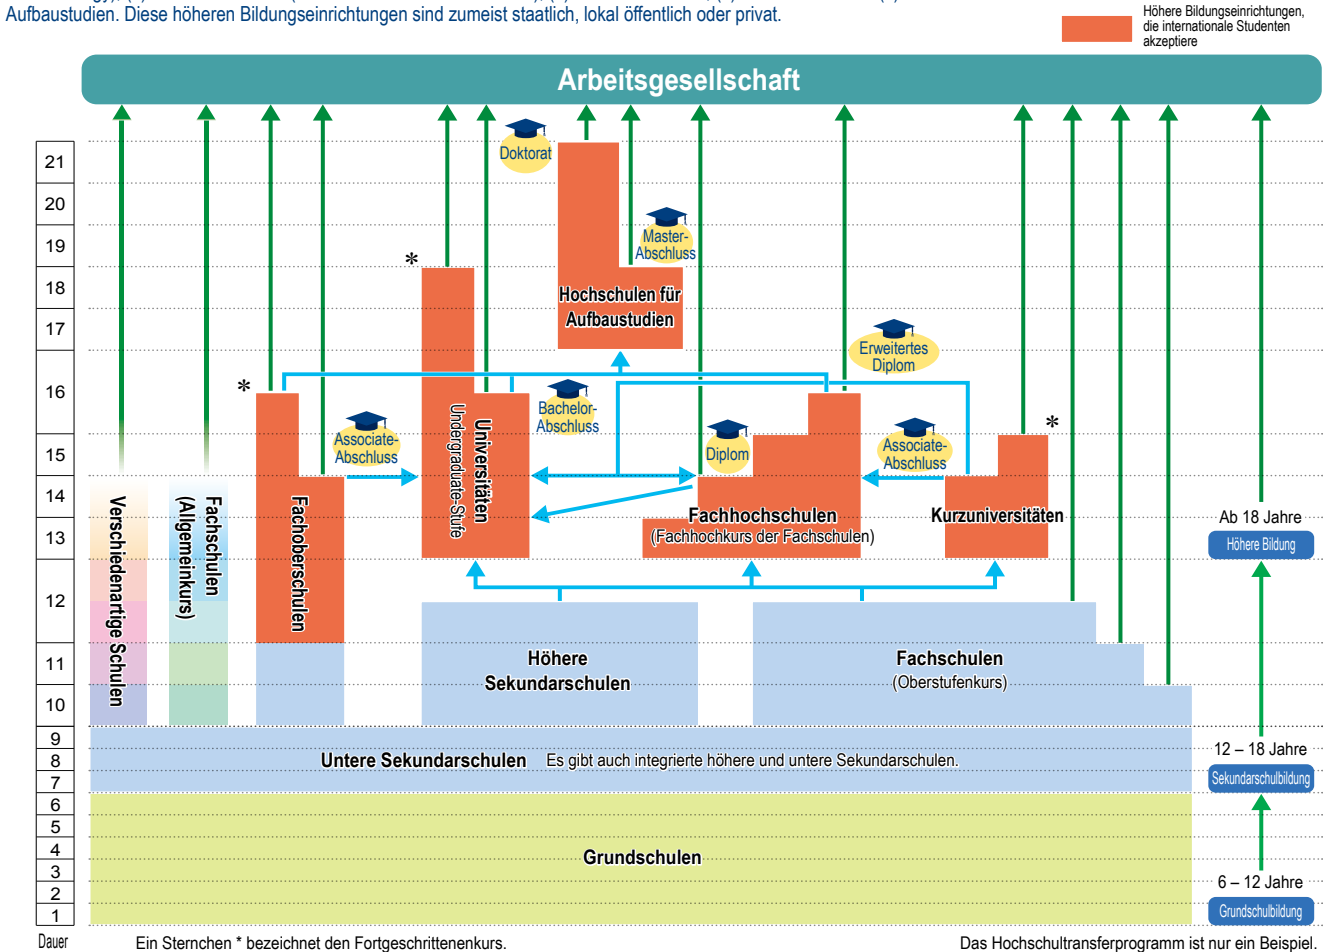 Aufbaustudien. Diese höheren Bildungseinrichtungen sind zumeist staatlich, lokal öffentlich oder privat.
Höhere Bildungseinrichtungen,
die internationale Studenten
akzeptiere
Arbeitsgesellschaft
21
20
19
18
17
16
15
14
13
12
11
10
9
8
7
6
5
4
3
2
1
Dauer
Doktorat
Master-
Abschluss
*
Hochschulen für
Aufbaustudien
Erweitertes
Diplom
*
Bachelor-
Abschluss
Associate-
Abschluss
Universitäten
Undergraduate-Stufe
Diplom
Associate-
Abschluss
*
Verschiedenartige Schulen
Fachschulen
(Allgemeinkurs)
Fachoberschulen
Fachhochschulen
(Fachhochkurs der Fachschulen)
Kurzuniversitäten
Ab 18 Jahre
Höhere Bildung
Höhere
Sekundarschulen
Fachschulen
(Oberstufenkurs)
Untere Sekundarschulen Es gibt auch integrierte höhere und untere Sekundarschulen.
12 – 18 Jahre
Sekundarschulbildung
Grundschulen
6 – 12 Jahre
Grundschulbildung
Ein Sternchen * bezeichnet den Fortgeschrittenenkurs.
Das Hochschultransferprogramm ist nur ein Beispiel.